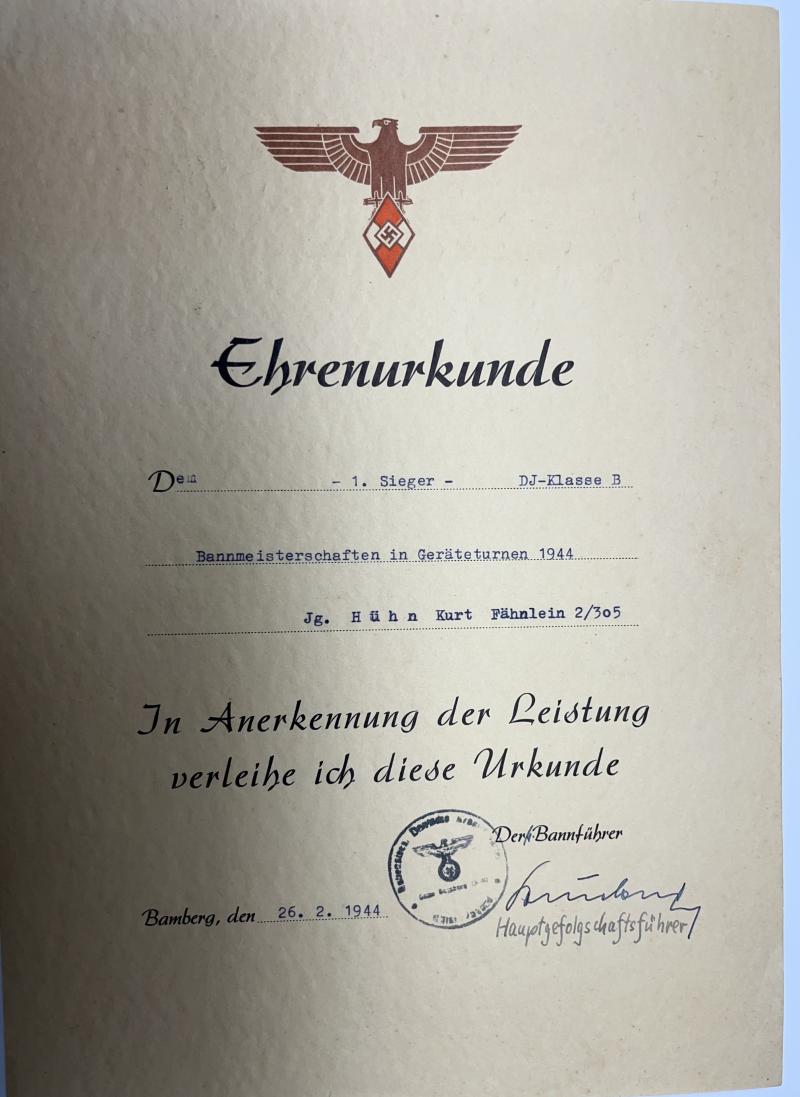 Ehrenurkunde
Dem - 1. Sieger - DJ-Klasse B
Bannmeisterschaften in Geräteturnen 1944
Jg. H ü h n Kurt Fähnlein 2/3o5
In Anerkennung der Leistung
verleihe ich diese Urkunde
Der Bannführer
Bamberg, den 26. 2. 1944
Hauptgefolgschaftsführer